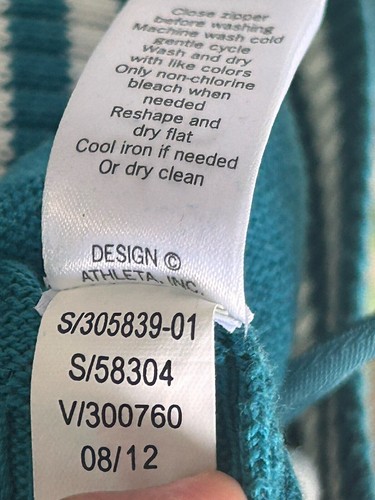 Close zipper
before washing
Machine wash cold
gentle cycle
Wash and dry
with like colors
Only non-chlorine
bleach when
needed
Reshape and
dry flat
Cool iron if needed
Or dry clean
DESIGN ©
ATHLETA, INC.
S/305839-01
S/58304
V/300760
08/12